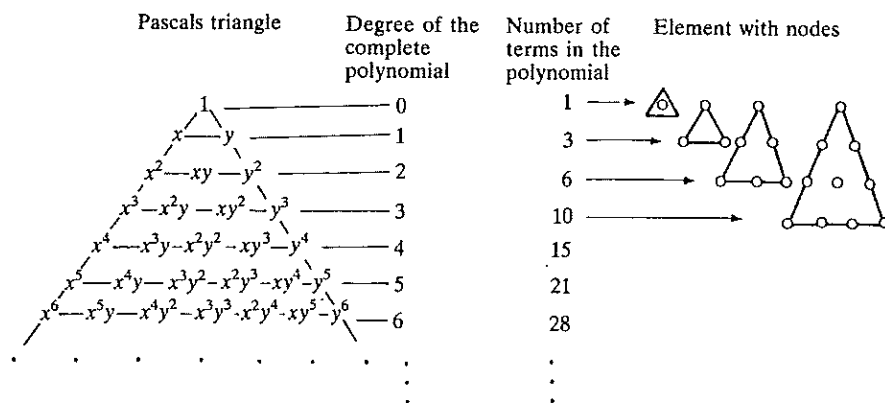 Pascals triangle
Degree of the
complete
polynomial
Number of
terms in the
polynomial
Element with nodes
1 0 1
x y 1 3
x² xy y² 2 6
x³ x²y xy² y³ 3 10
x⁴ x³y x²y² xy³ y⁴ 4 15
x⁵ x⁴y x³y² x²y³ xy⁴ y⁵ 5 21
x⁶ x⁵y x⁴y² x³y³ x²y⁴ xy⁵ y⁶ 6 28